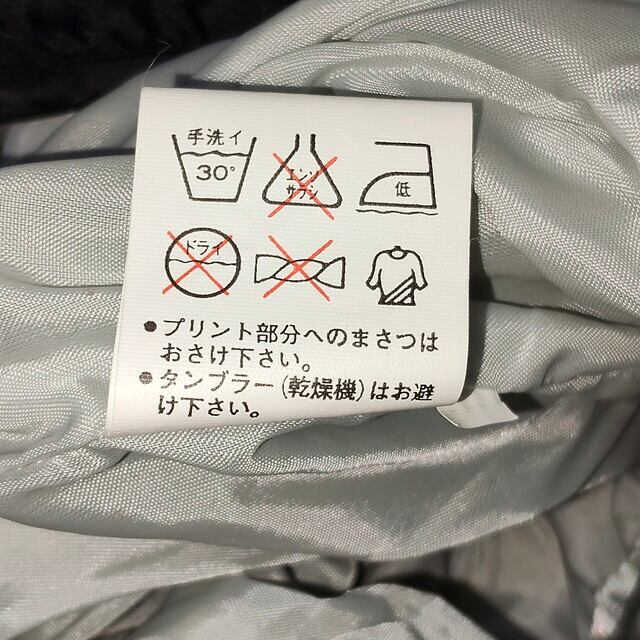 手洗イ
30°
エンソ
サラシ
低
ドライ
●プリント部分へのまさつは
おさけ下さい。
●タンブラー(乾燥機)はお避
け下さい。